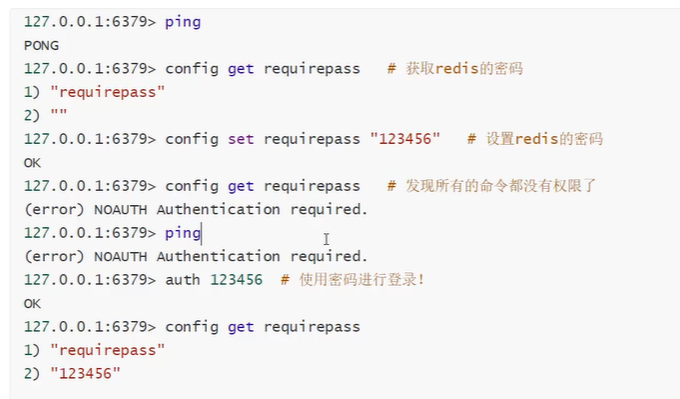 127.0.0.1:6379> ping
PONG
127.0.0.1:6379> config get requirepass   # 获取redis的密码
1) "requirepass"
2) ""
127.0.0.1:6379> config set requirepass "123456"   # 设置redis的密码
OK
127.0.0.1:6379> config get requirepass   # 发现所有的命令都没有权限了
(error) NOAUTH Authentication required.
127.0.0.1:6379> ping
(error) NOAUTH Authentication required.
127.0.0.1:6379> auth 123456  # 使用密码进行登录！
OK
127.0.0.1:6379> config get requirepass
1) "requirepass"
2) "123456"